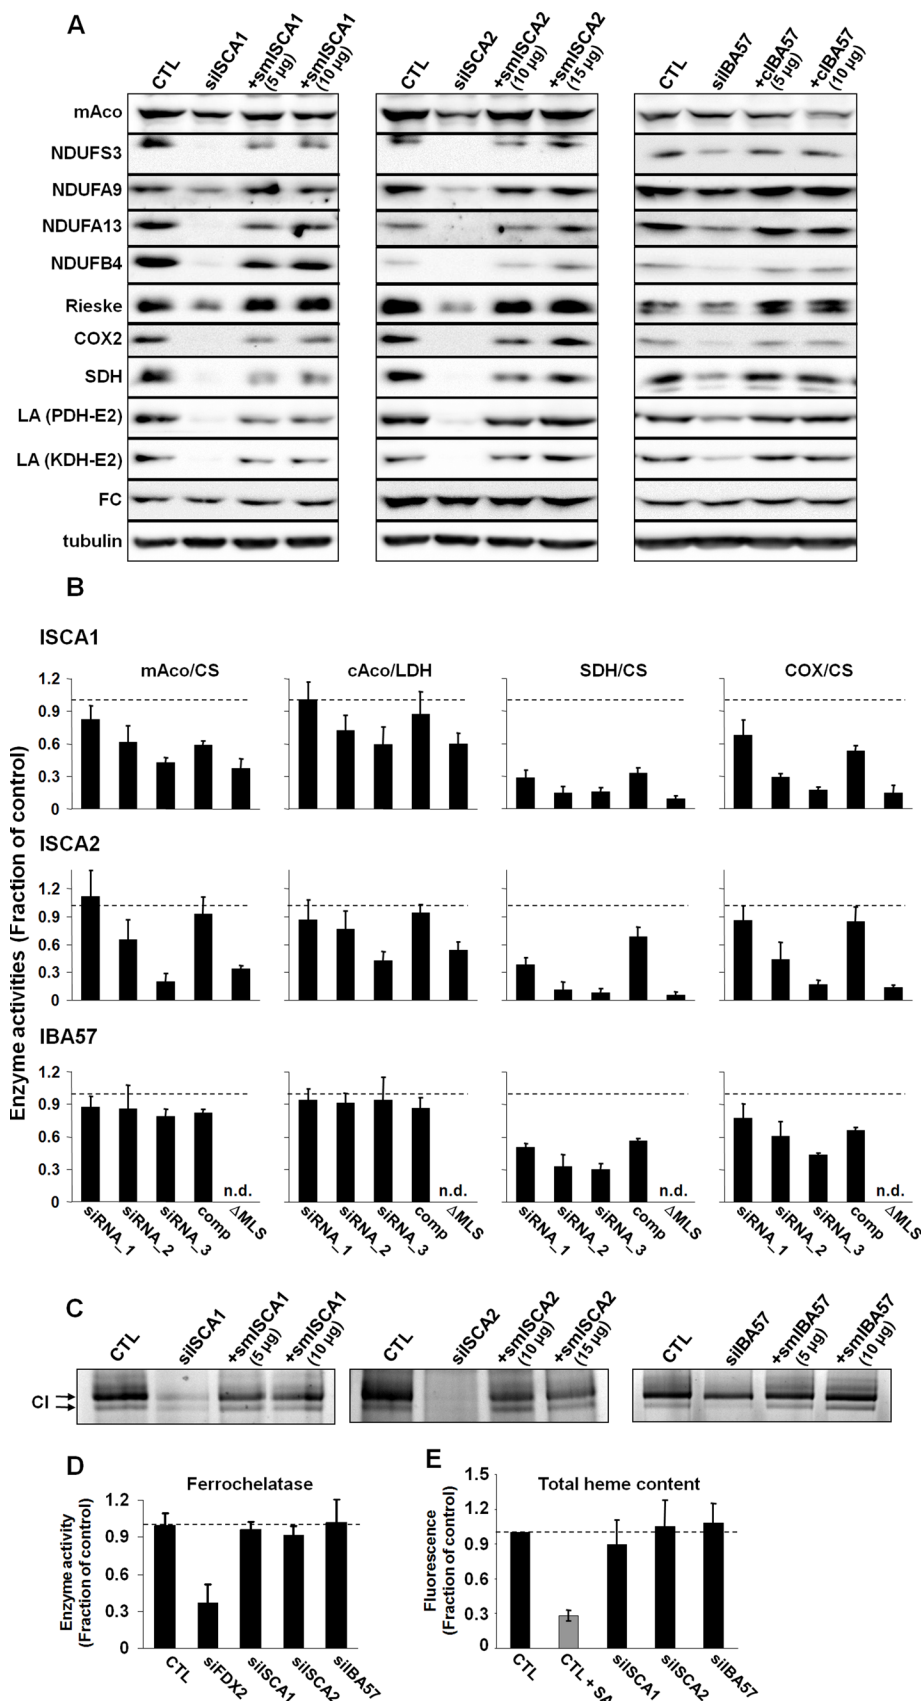 A
CTL siISCA1 +smISCA1 (5 µg) +smISCA1 (10 µg)
CTL siISCA2 +smISCA2 (10 µg) +smISCA2 (15 µg)
CTL siIBA57 +cIBA57 (5 µg) +cIBA57 (10 µg)
mAco
NDUFS3
NDUFA9
NDUFA13
NDUFB4
Rieske
COX2
SDH
LA (PDH-E2)
LA (KDH-E2)
FC
tubulin
B
Enzyme activities (Fraction of control)
ISCA1
mAco/CS cAco/LDH SDH/CS COX/CS
1.2
0.9
0.6
0.3
0
ISCA2
1.2
0.9
0.6
0.3
0
IBA57
1.2
0.9
0.6
0.3
0
n.d. n.d. n.d. n.d.
siRNA_1 siRNA_2 siRNA_3 comp ΔMLS
siRNA_1 siRNA_2 siRNA_3 comp ΔMLS
siRNA_1 siRNA_2 siRNA_3 comp ΔMLS
siRNA_1 siRNA_2 siRNA_3 comp ΔMLS
C
CTL siISCA1 +smISCA1 (5 µg) +smISCA1 (10 µg)
CTL siISCA2 +smISCA2 (10 µg) +smISCA2 (15 µg)
CTL siIBA57 +smIBA57 (5 µg) +smIBA57 (10 µg)
CI
D
Ferrochelatase
Enzyme activity
(Fraction of control)
1.2
0.9
0.6
0.3
0
CTL siFDX2 siISCA1 siISCA2 siIBA57
E
Total heme content
Fluorescence
(Fraction of control)
1.5
1.2
0.9
0.6
0.3
0
CTL CTL + SA siISCA1 siISCA2 siIBA57